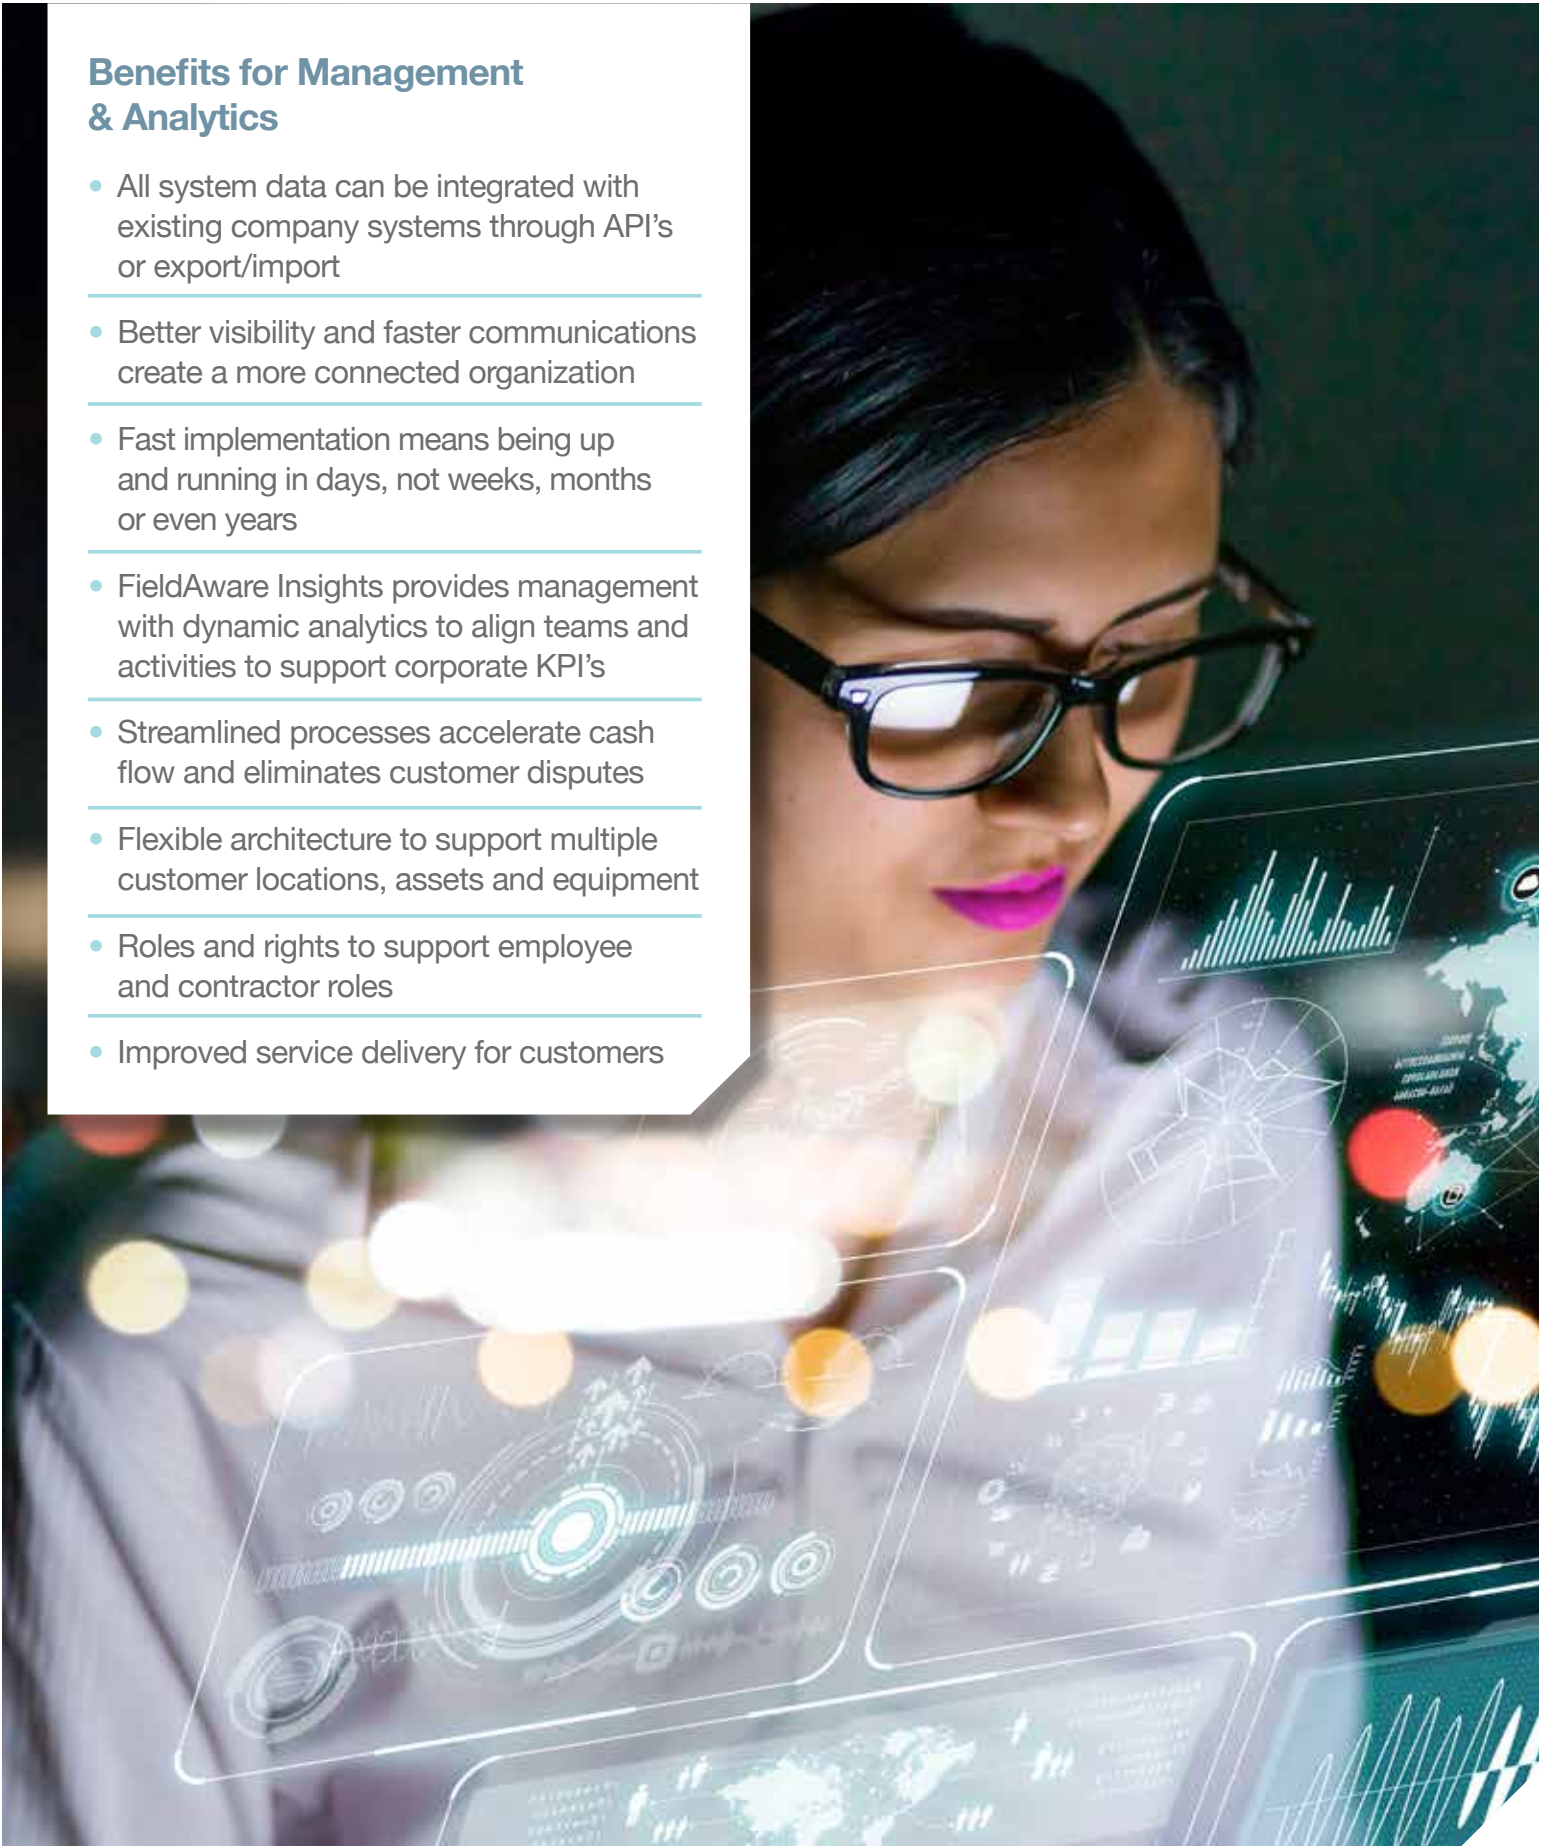 Benefits for Management
& Analytics
• All system data can be integrated with
existing company systems through API's
or export/import
• Better visibility and faster communications
create a more connected organization
• Fast implementation means being up
and running in days, not weeks, months
or even years
• FieldAware Insights provides management
with dynamic analytics to align teams and
activities to support corporate KPI's
• Streamlined processes accelerate cash
flow and eliminates customer disputes
• Flexible architecture to support multiple
customer locations, assets and equipment
• Roles and rights to support employee
and contractor roles
• Improved service delivery for customers